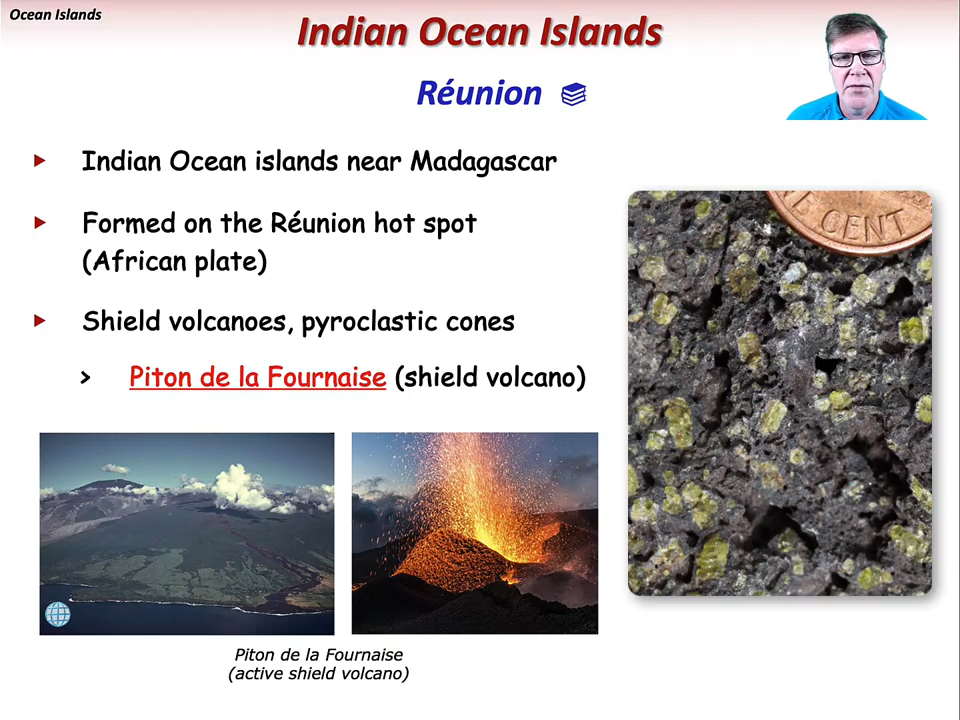 Ocean Islands
Indian Ocean Islands
Réunion
Indian Ocean islands near Madagascar
Formed on the Réunion hot spot
(African plate)
Shield volcanoes, pyroclastic cones
> Piton de la Fournaise (shield volcano)
E CENT
Piton de la Fournaise
(active shield volcano)